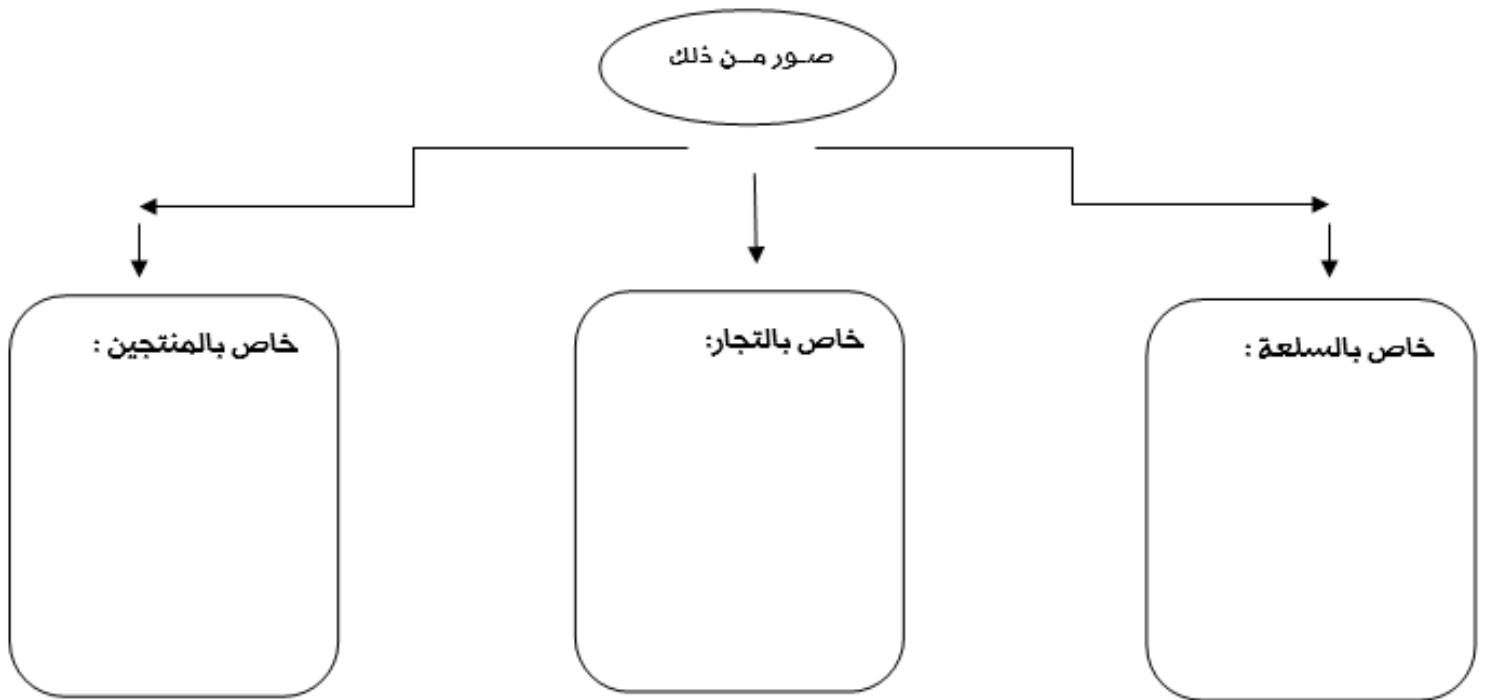 صـور مـن ذلك
خاص بالسلعة :
خاص بالتجار:
خاص بالمنتجين :